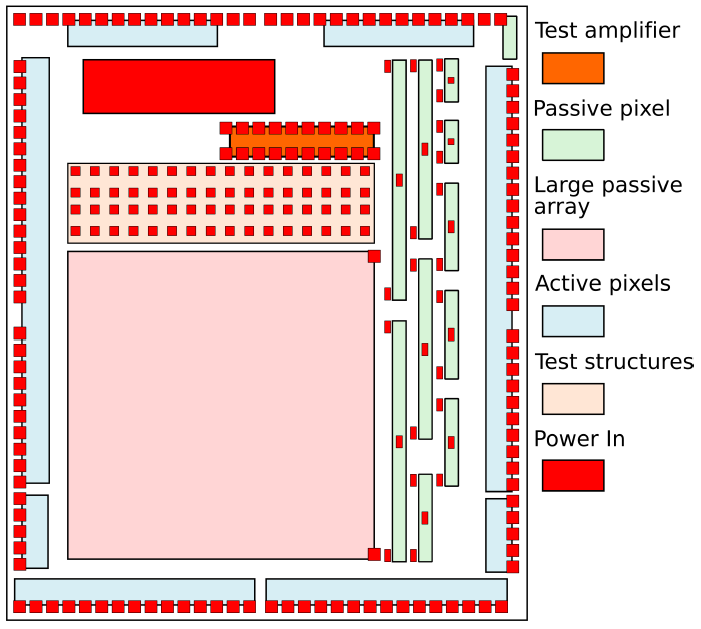 Test amplifier
Passive pixel
Large passive
array
Active pixels
Test structures
Power In